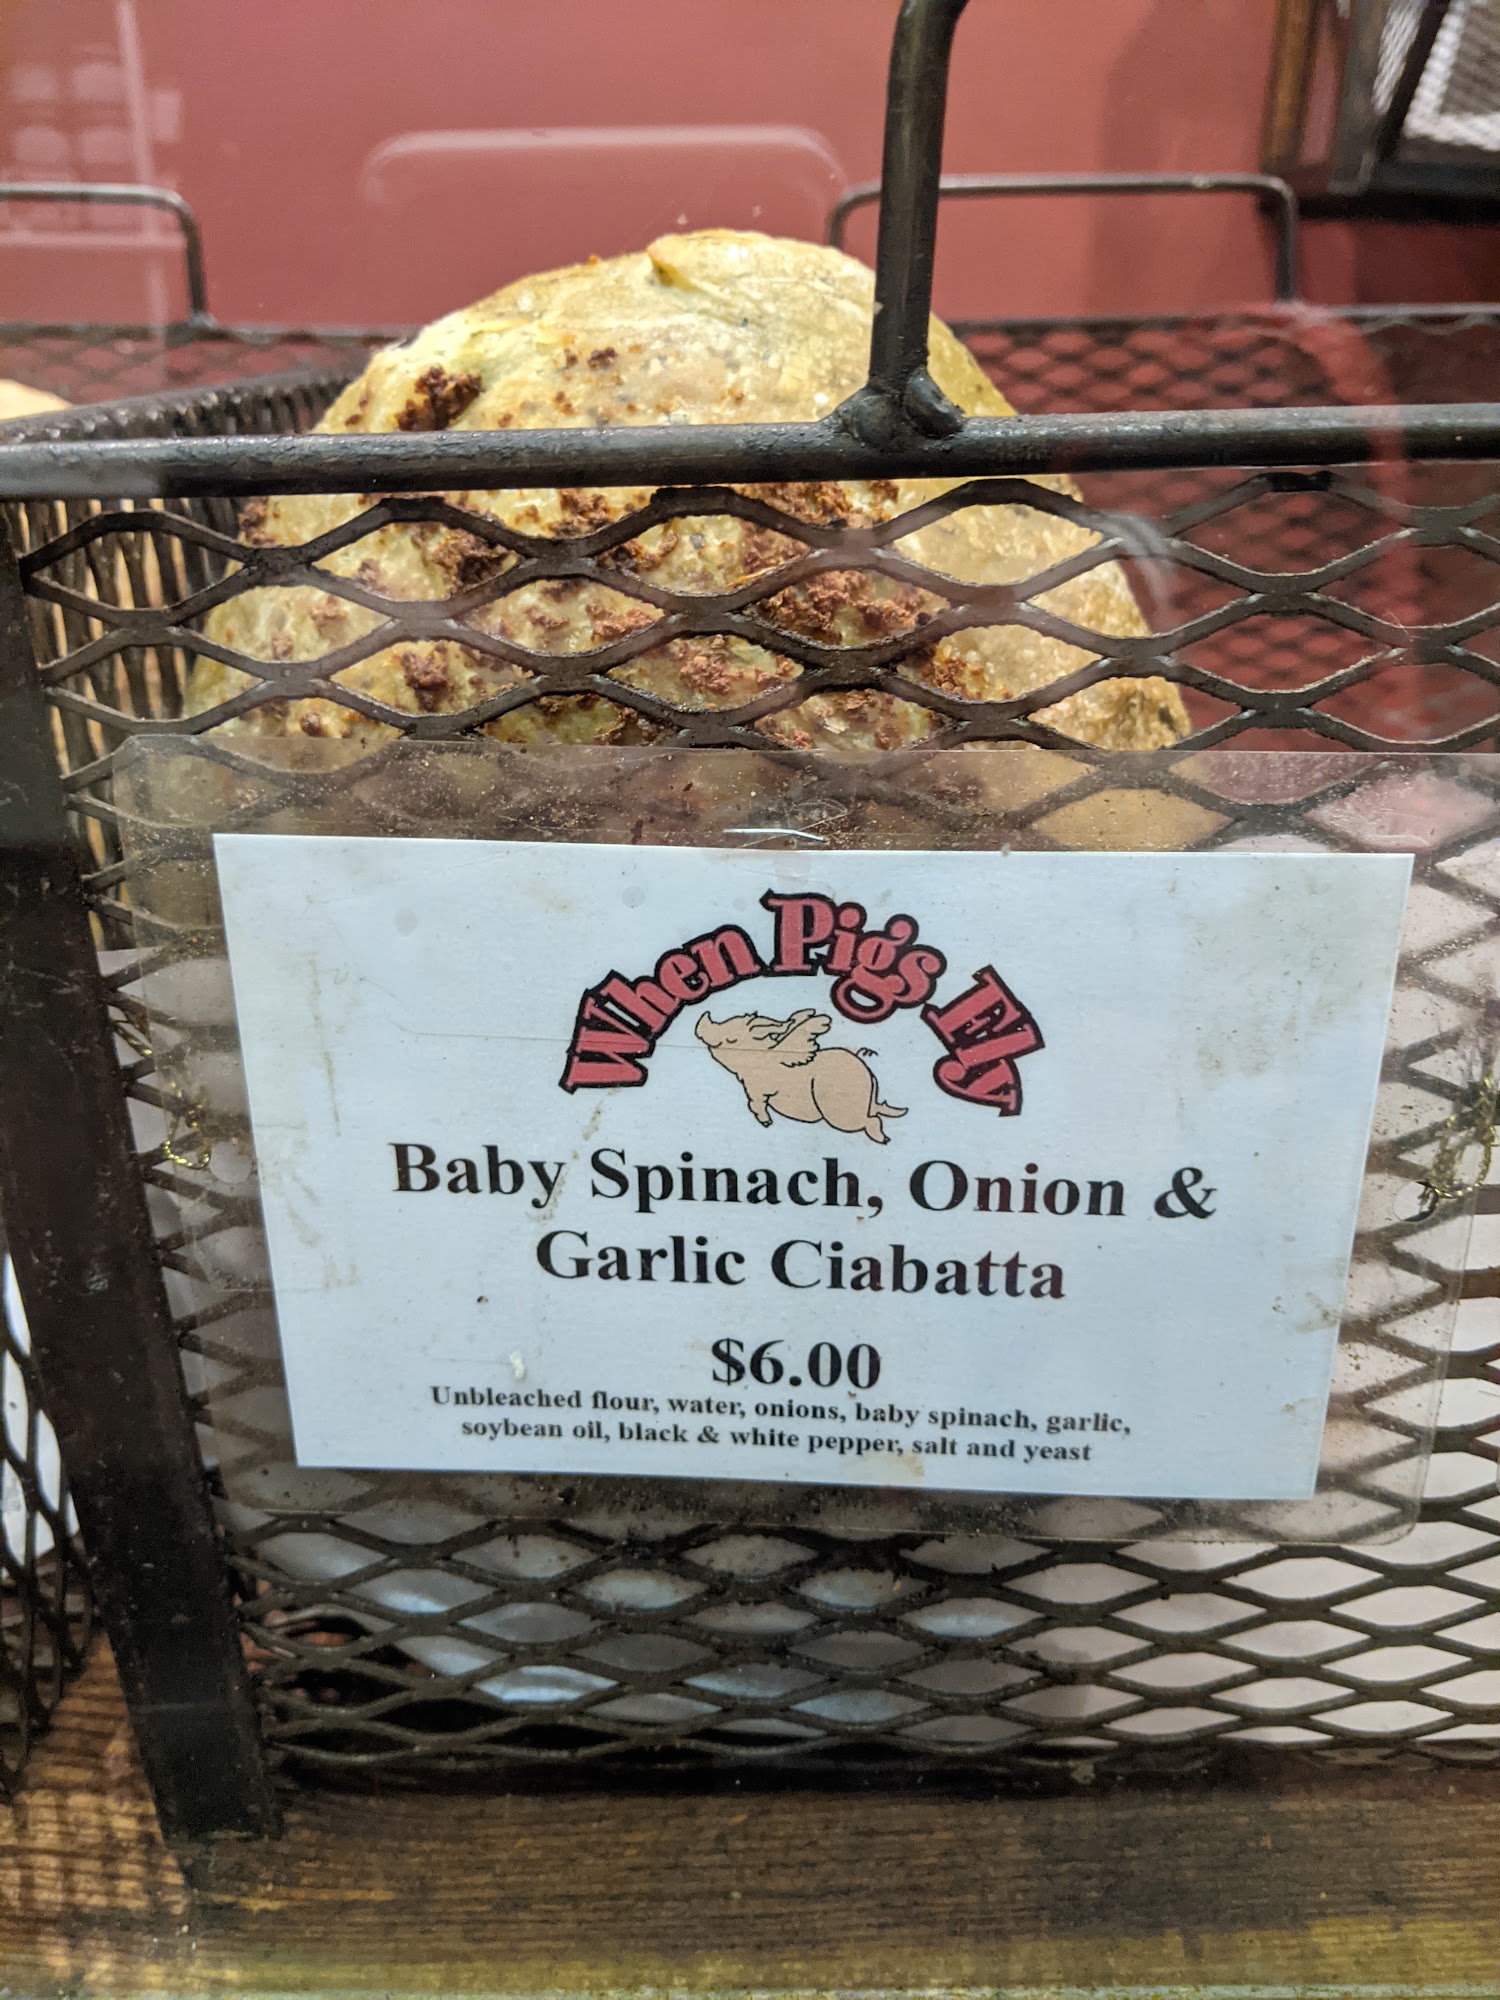 When Pigs Fly
Baby Spinach, Onion &
Garlic Ciabatta
$6.00
Unbleached flour, water, onions, baby spinach, garlic,
soybean oil, black & white pepper, salt and yeast